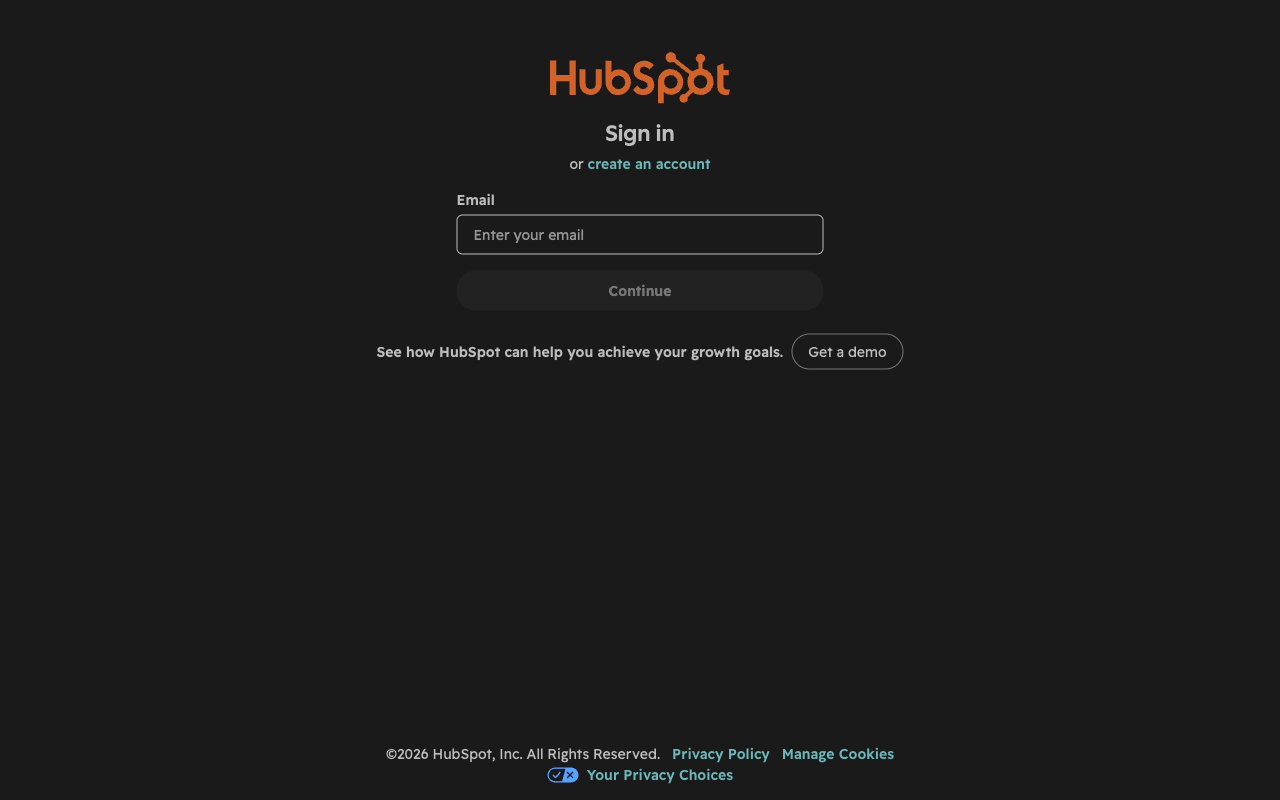 HubSpot
Sign in
or create an account
Email
Enter your email
Continue
See how HubSpot can help you achieve your growth goals. Get a demo
©2026 HubSpot, Inc. All Rights Reserved. Privacy Policy Manage Cookies
Your Privacy Choices